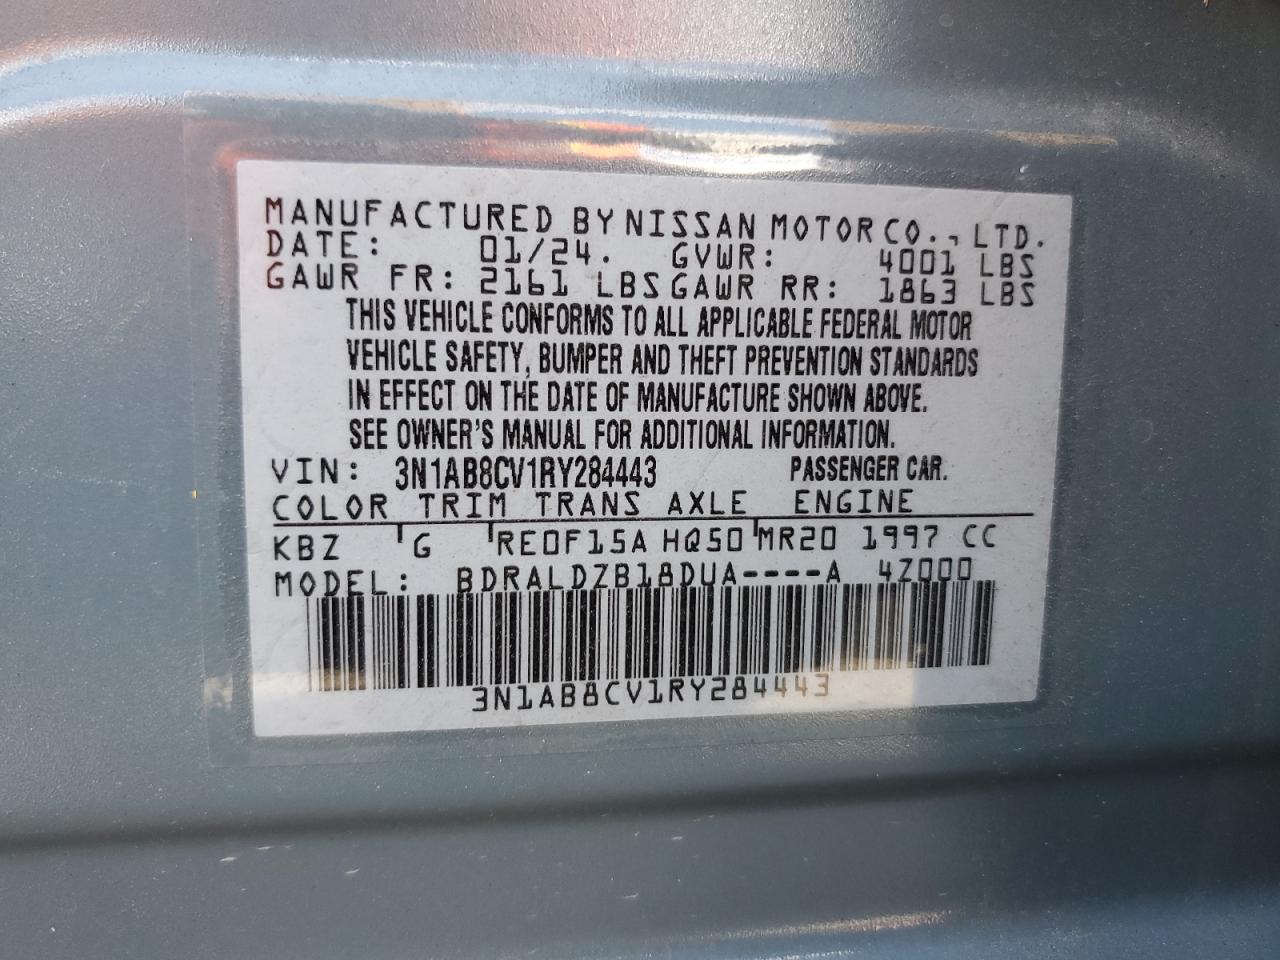 MANUFACTURED BY NISSAN MOTOR CO., LTD.
DATE: 01/24. GVWR: 4001 LBS
GAWR FR: 2161 LBS GAWR RR: 1863 LBS
THIS VEHICLE CONFORMS TO ALL APPLICABLE FEDERAL MOTOR
VEHICLE SAFETY, BUMPER AND THEFT PREVENTION STANDARDS
IN EFFECT ON THE DATE OF MANUFACTURE SHOWN ABOVE.
SEE OWNER'S MANUAL FOR ADDITIONAL INFORMATION.
VIN: 3N1AB8CV1RY284443 PASSENGER CAR.
COLOR TRIM TRANS AXLE ENGINE
KBZ G RE0F15A HQ50 MR20 1997 CC
MODEL: BDRALDZB18DUA----A 4Z000
3N1AB8CV1RY284443